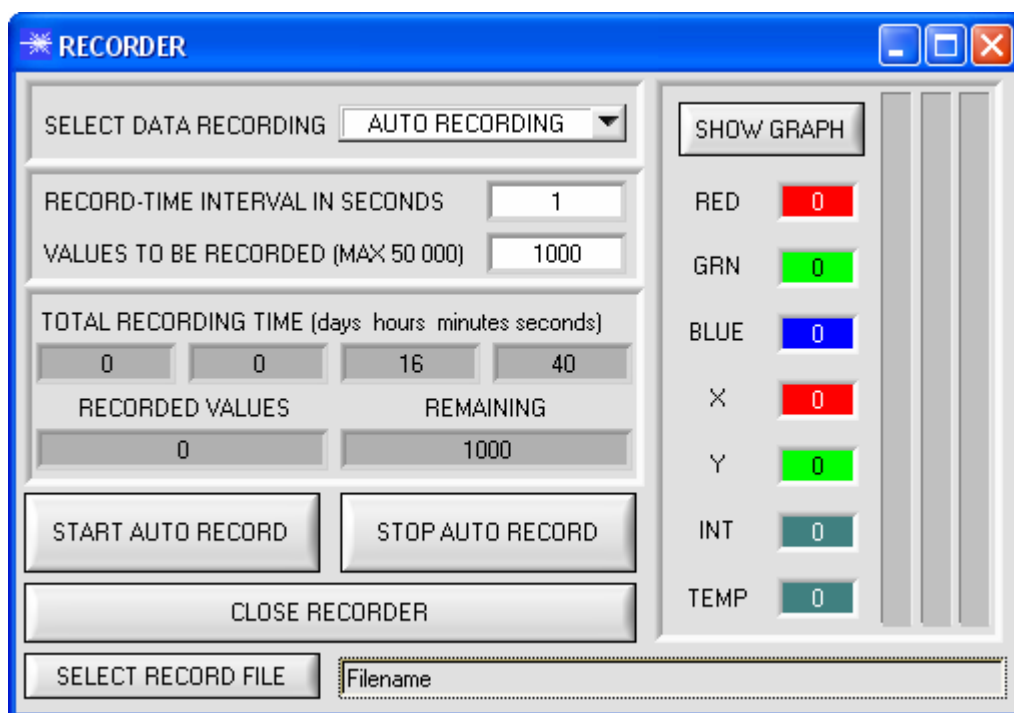 RECORDER
SELECT DATA RECORDING AUTO RECORDING
RECORD-TIME INTERVAL IN SECONDS 1
VALUES TO BE RECORDED (MAX 50 000) 1000
TOTAL RECORDING TIME (days hours minutes seconds)
0 0 16 40
RECORDED VALUES REMAINING
0 1000
START AUTO RECORD STOP AUTO RECORD
CLOSE RECORDER
SELECT RECORD FILE Filename
SHOW GRAPH
RED 0
GRN 0
BLUE 0
X 0
Y 0
INT 0
TEMP 0